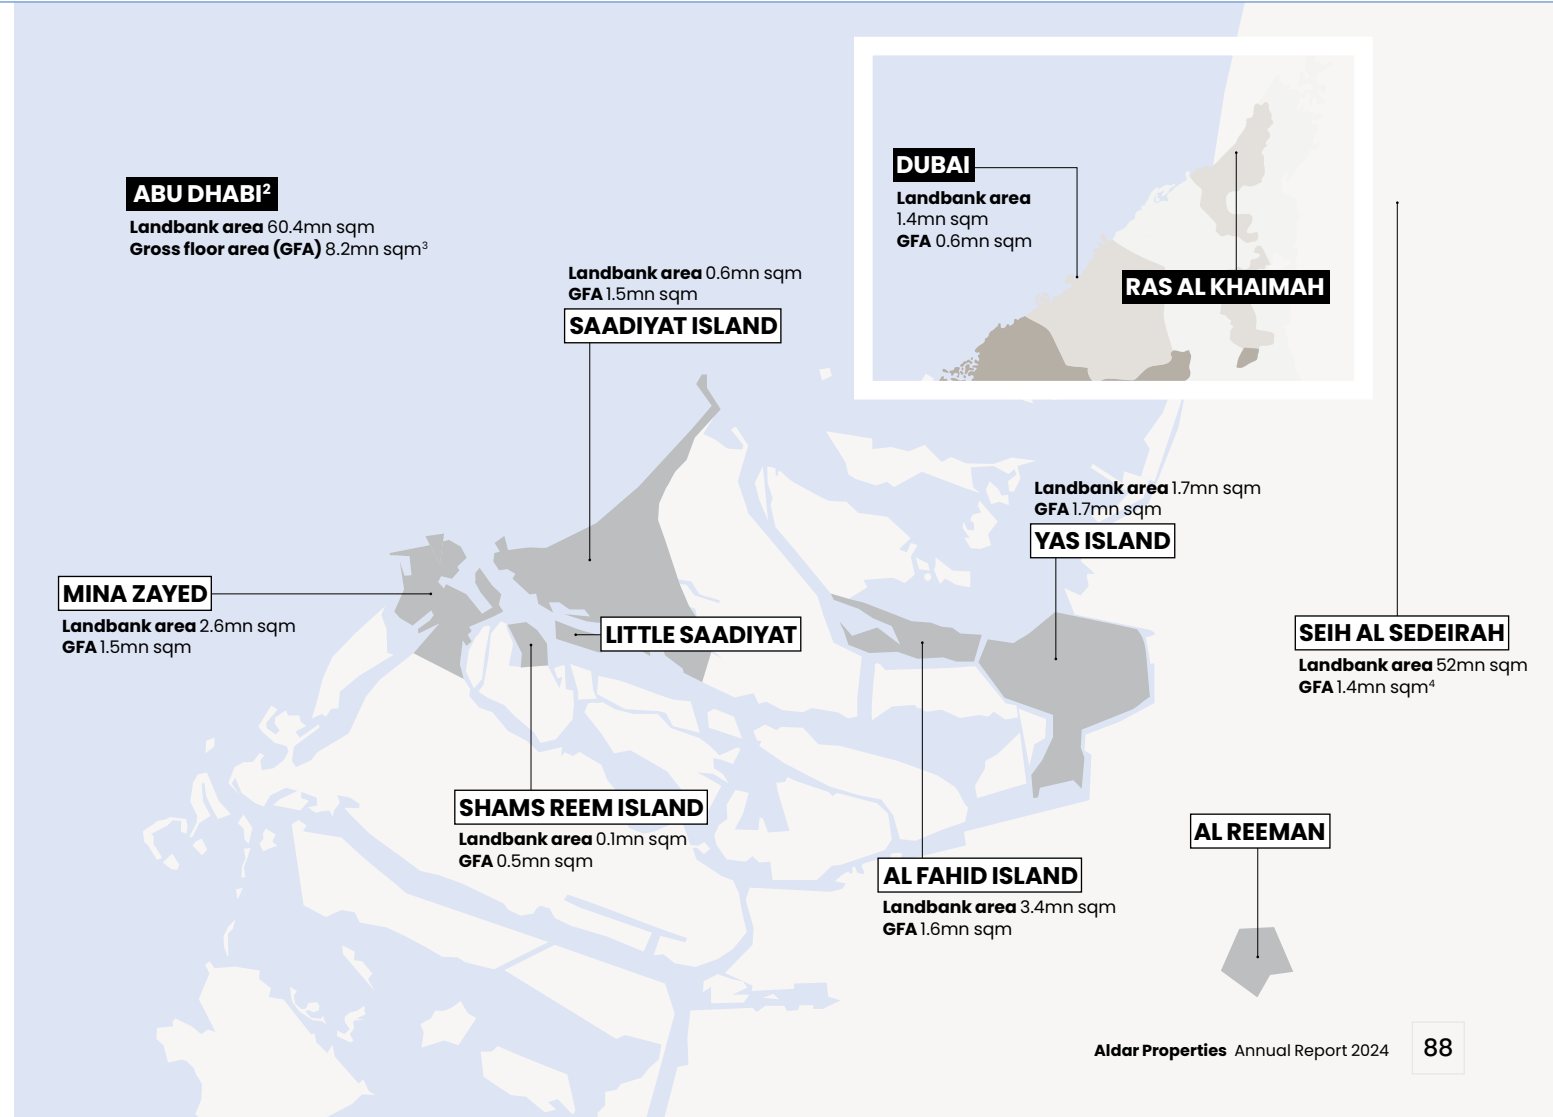 ABU DHABI²
Landbank area 60.4mn sqm
Gross floor area (GFA) 8.2mn sqm³
Landbank area 0.6mn sqm
GFA 1.5mn sqm
SAADIYAT ISLAND
DUBAI
Landbank area
1.4mn sqm
GFA 0.6mn sqm
RAS AL KHAIMAH
Landbank area 1.7mn sqm
GFA 1.7mn sqm
YAS ISLAND
MINA ZAYED
Landbank area 2.6mn sqm
GFA 1.5mn sqm
LITTLE SAADIYAT
SEIH AL SEDEIRAH
Landbank area 52mn sqm
GFA 1.4mn sqm⁴
SHAMS REEM ISLAND
Landbank area 0.1mn sqm
GFA 0.5mn sqm
AL FAHID ISLAND
Landbank area 3.4mn sqm
GFA 1.6mn sqm
AL REEMAN
Aldar Properties Annual Report 2024 88